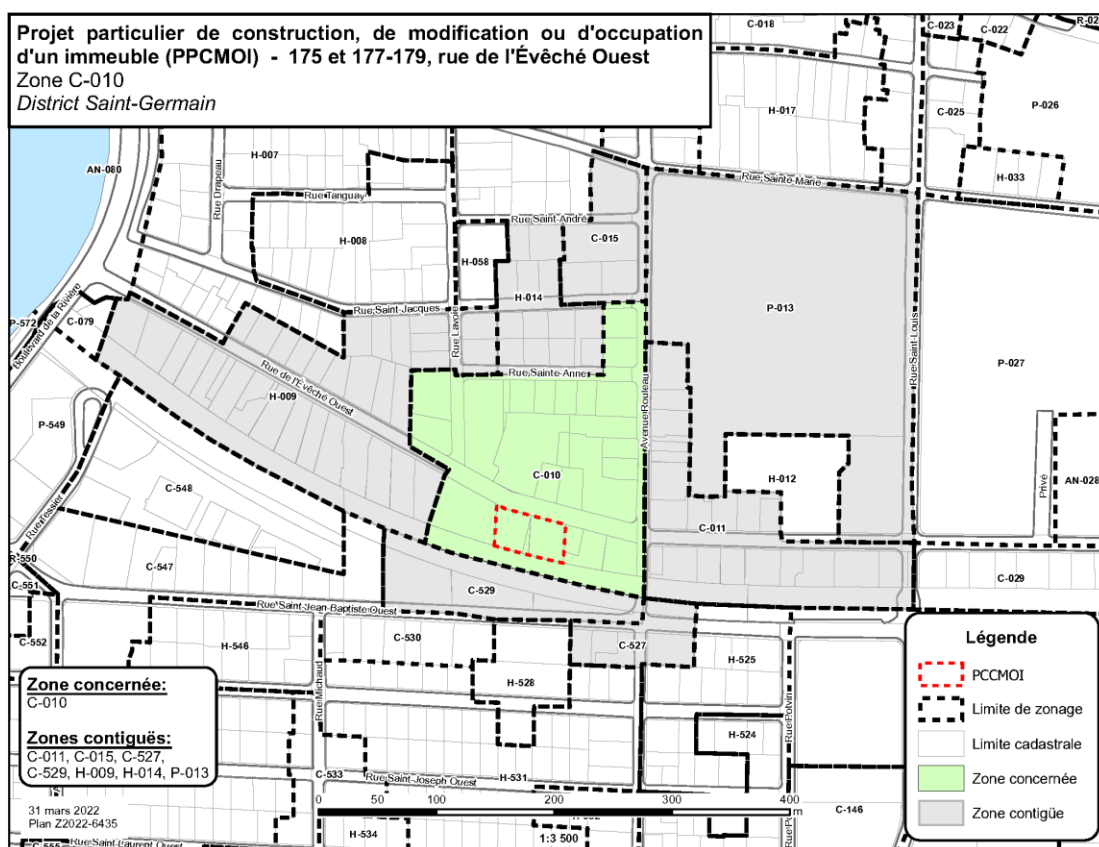 Projet particulier de construction, de modification ou d'occupation
d'un immeuble (PPCMOI) - 175 et 177-179, rue de l'Évêché Ouest
Zone C-010
District Saint-Germain
C-018
C-023
C-022
H-017
C-025
P-026
H-033
AN-080
H-007
Rue Drapeau
Rue Tanguay
H-008
Rue Sainte-Marie
Rue Saint-André
C-015
H-058
H-014
P-013
Rue Saint-Louis
P-027
P-572
C-079
Boulevard de la Rivière
Rue Saint-Jacques
Rue Lavoie
Rue Sainte-Anne
Avenue Rouleau
Rue de l'Évêché Ouest
H-009
P-549
C-010
H-012
Privé
AN-028
C-548
Rue Tessier
C-011
R-550
C-547
C-551
C-529
C-029
Rue Saint-Jean-Baptiste Ouest
C-552
H-546
C-530
C-527
H-525
H-528
Rue Michaud
Rue Potvin
H-524
C-533
Rue Saint-Joseph Ouest
H-531
C-146
H-534
Rue Saint-Laurent Ouest
Zone concernée:
C-010
Zones contiguës:
C-011, C-015, C-527,
C-529, H-009, H-014, P-013
31 mars 2022
Plan Z2022-6435
0 50 100 200 300 400
m
1:3 500
Légende
PCCMOI
Limite de zonage
Limite cadastrale
Zone concernée
Zone contigüe